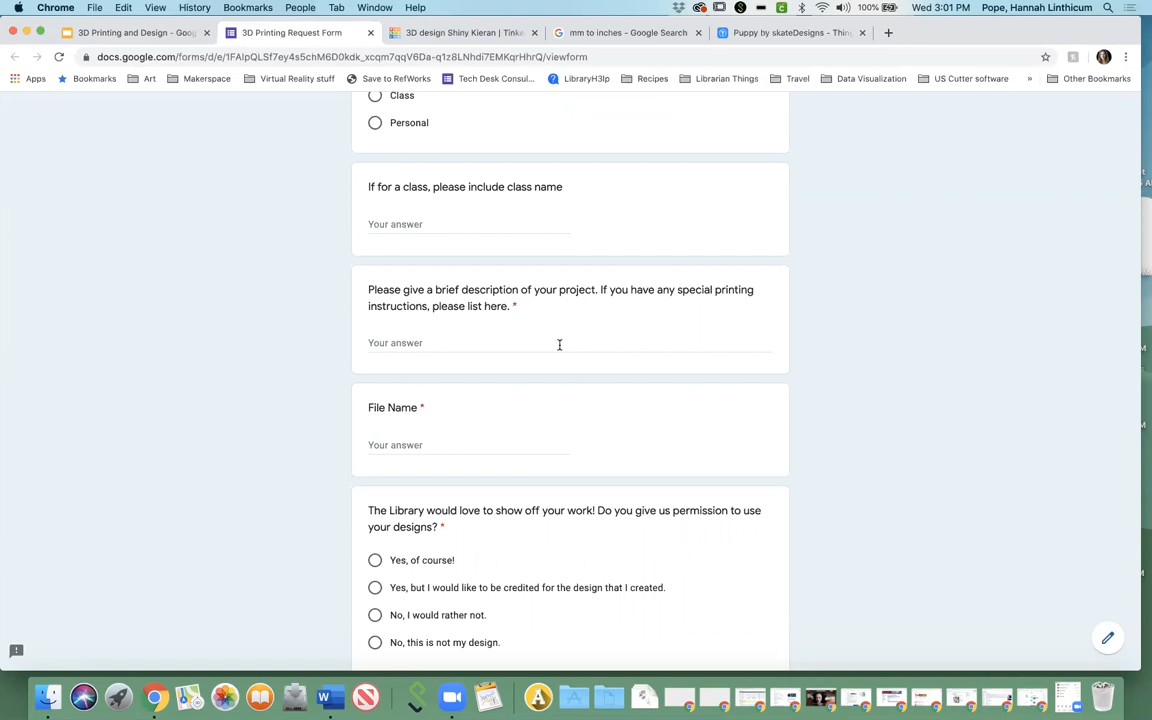 Chrome File Edit View History Bookmarks People Tab Window Help 100% Wed 3:01 PM Pope, Hannah Linthicum
3D Printing and Design - Goog 3D Printing Request Form 3D design Shiny Kieran | Tinke mm to inches - Google Search Puppy by skateDesigns - Thing
docs.google.com/forms/d/e/1FAIpQLSf7ey4s5chM6D0kdk_xcqm7qqV6Da-q1z8LNhdi7EMKqrHhrQ/viewform
Apps Bookmarks Art Makerspace Virtual Reality stuff Save to RefWorks Tech Desk Consul... LibraryH3lp Recipes Librarian Things Travel Data Visualization US Cutter software » Other Bookmarks
Class
Personal
If for a class, please include class name
Your answer
Please give a brief description of your project. If you have any special printing
instructions, please list here. *
Your answer
File Name *
Your answer
The Library would love to show off your work! Do you give us permission to use
your designs? *
Yes, of course!
Yes, but I would like to be credited for the design that I created.
No, I would rather not.
No, this is not my design.